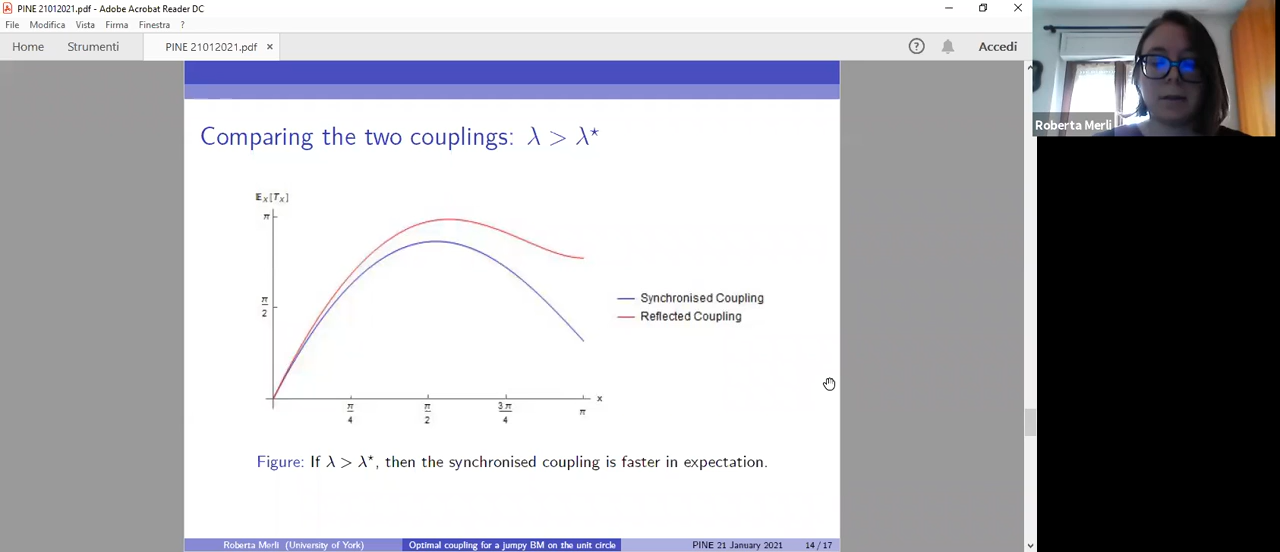 PINE 21012021.pdf - Adobe Acrobat Reader DC
File Modifica Vista Firma Finestra ?
Home Strumenti PINE 21012021.pdf × Accedi
Roberta Merli
Comparing the two couplings: λ > λ⋆
𝔼x[Tx]
π
π/2
π/4 π/2 3π/4 π x
Synchronised Coupling
Reflected Coupling
Figure: If λ > λ⋆, then the synchronised coupling is faster in expectation.
Roberta Merli (University of York) Optimal coupling for a jumpy BM on the unit circle PINE 21 January 2021 14 / 17